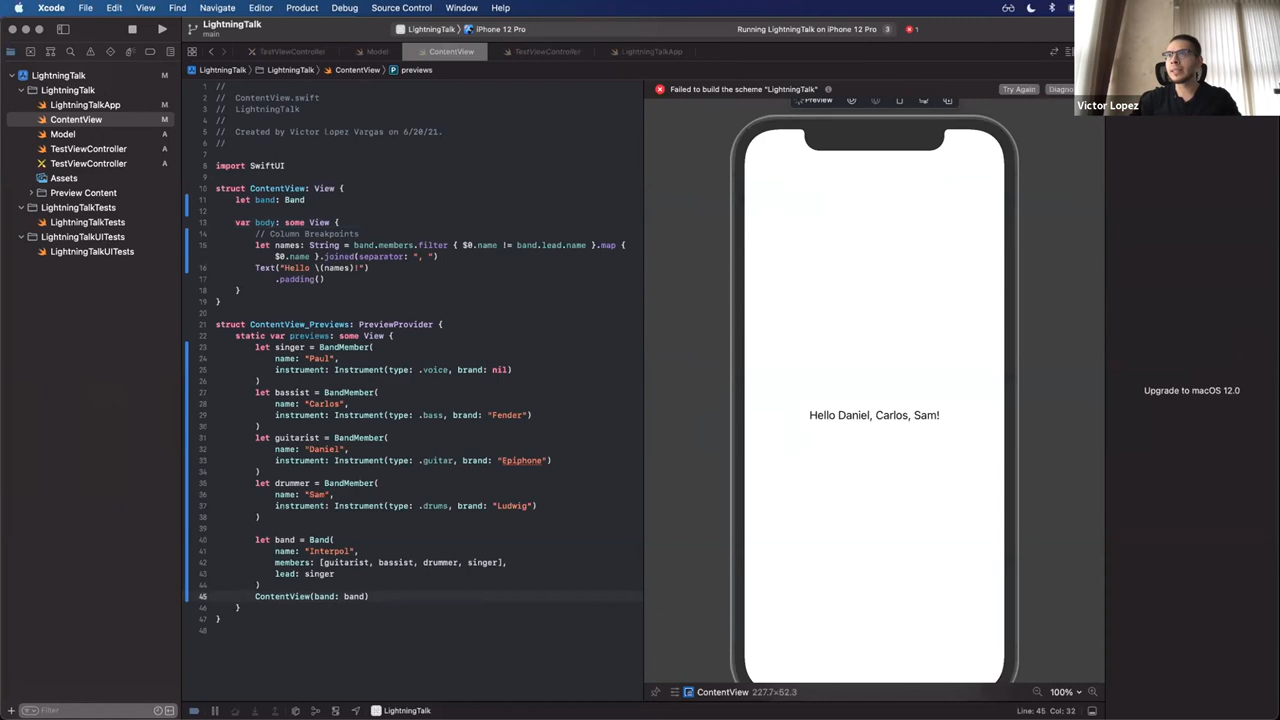 Xcode File Edit View Find Navigate Editor Product Debug Source Control Window Help
LightningTalk
main
LightningTalk iPhone 12 Pro
Running LightningTalk on iPhone 12 Pro 3 1
TestViewController Model ContentView TestViewController LightningTalkApp
LightningTalk LightningTalk ContentView P previews
LightningTalk M
LightningTalk
LightningTalkApp M
ContentView M
Model A
TestViewController A
TestViewController A
Assets
Preview Content
LightningTalkTests
LightningTalkTests
LightningTalkUITests
LightningTalkUITests
1 //
2 // ContentView.swift
3 // LightningTalk
4 //
5 // Created by Victor Lopez Vargas on 6/20/21.
6 //
7
8 import SwiftUI
9
10 struct ContentView: View {
11 let band: Band
12
13 var body: some View {
14 // Column Breakpoints
15 let names: String = band.members.filter { $0.name != band.lead.name }.map {
$0.name }.joined(separator: ", ")
16 Text("Hello \(names)!")
17 .padding()
18 }
19 }
20
21 struct ContentView_Previews: PreviewProvider {
22 static var previews: some View {
23 let singer = BandMember(
24 name: "Paul",
25 instrument: Instrument(type: .voice, brand: nil)
26 )
27 let bassist = BandMember(
28 name: "Carlos",
29 instrument: Instrument(type: .bass, brand: "Fender")
30 )
31 let guitarist = BandMember(
32 name: "Daniel",
33 instrument: Instrument(type: .guitar, brand: "Epiphone")
34 )
35 let drummer = BandMember(
36 name: "Sam",
37 instrument: Instrument(type: .drums, brand: "Ludwig")
38 )
39
40 let band = Band(
41 name: "Interpol",
42 members: [guitarist, bassist, drummer, singer],
43 lead: singer
44 )
45 ContentView(band: band)
46 }
47 }
48
Failed to build the scheme "LightningTalk" Try Again Diagno
Preview
Hello Daniel, Carlos, Sam!
ContentView 227.7×52.3 100%
Victor Lopez
Upgrade to macOS 12.0
Filter
LightningTalk
Line: 45 Col: 32